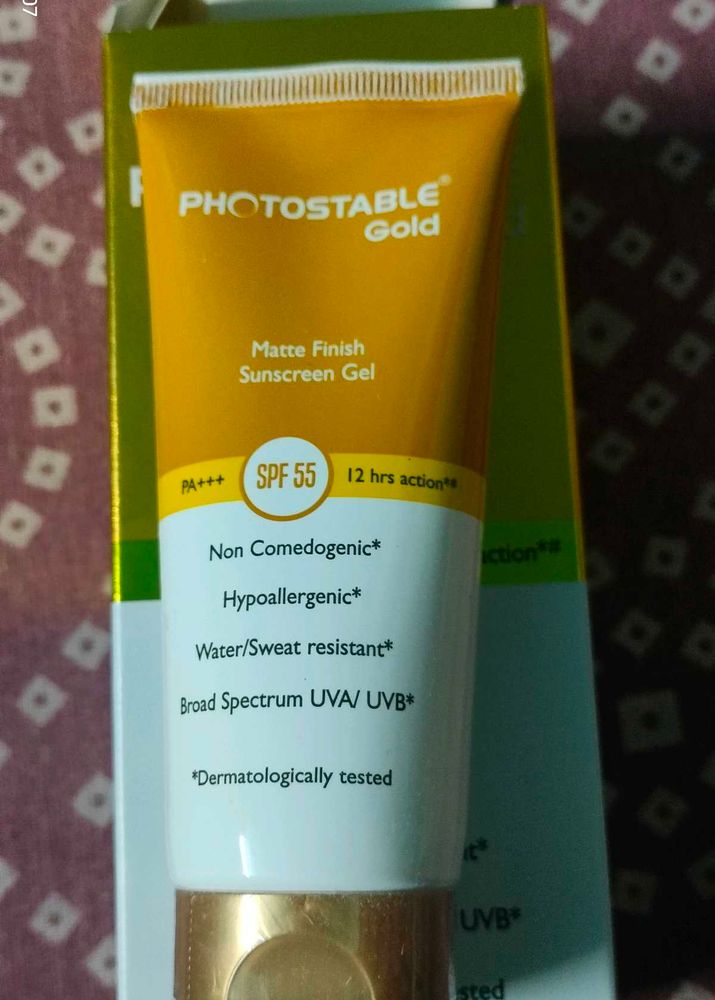 07
PHOTOSTABLE®
Gold
Matte Finish
Sunscreen Gel
PA+++
SPF 55
12 hrs action*#
Non Comedogenic*
Hypoallergenic*
Water/Sweat resistant*
Broad Spectrum UVA/ UVB*
*Dermatologically tested
action*#
UVB*